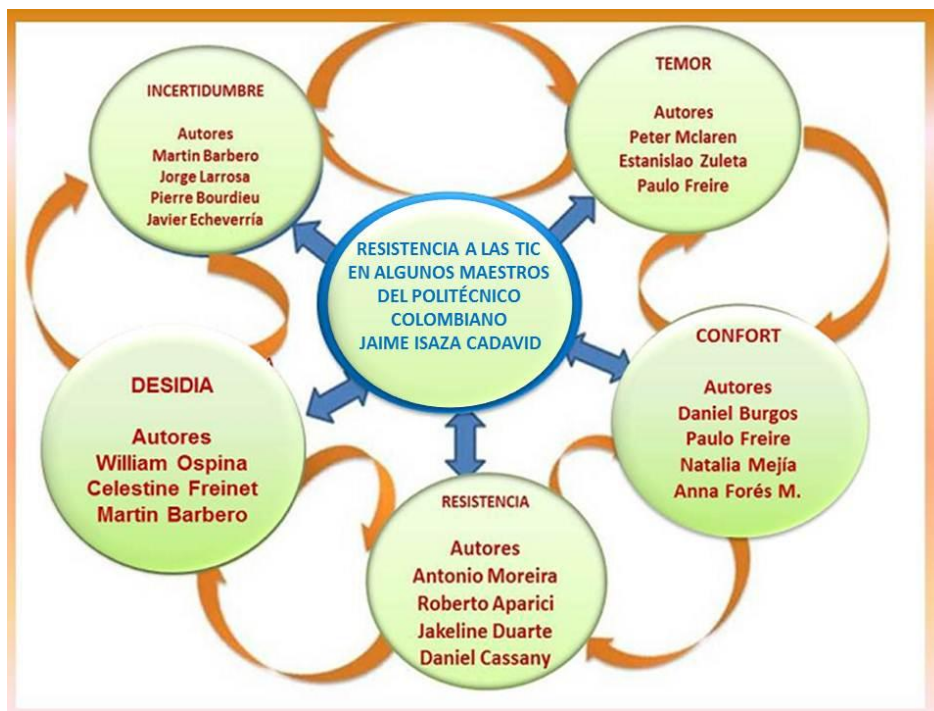 INCERTIDUMBRE
Autores
Martin Barbero
Jorge Larrosa
Pierre Bourdieu
Javier Echeverría
TEMOR
Autores
Peter Mclaren
Estanislao Zuleta
Paulo Freire
RESISTENCIA A LAS TIC
EN ALGUNOS MAESTROS
DEL POLITÉCNICO
COLOMBIANO
JAIME ISAZA CADAVID
CONFORT
Autores
Daniel Burgos
Paulo Freire
Natalia Mejía
Anna Forés M.
DESIDIA
Autores
William Ospina
Celestine Freinet
Martin Barbero
RESISTENCIA
Autores
Antonio Moreira
Roberto Aparici
Jakeline Duarte
Daniel Cassany